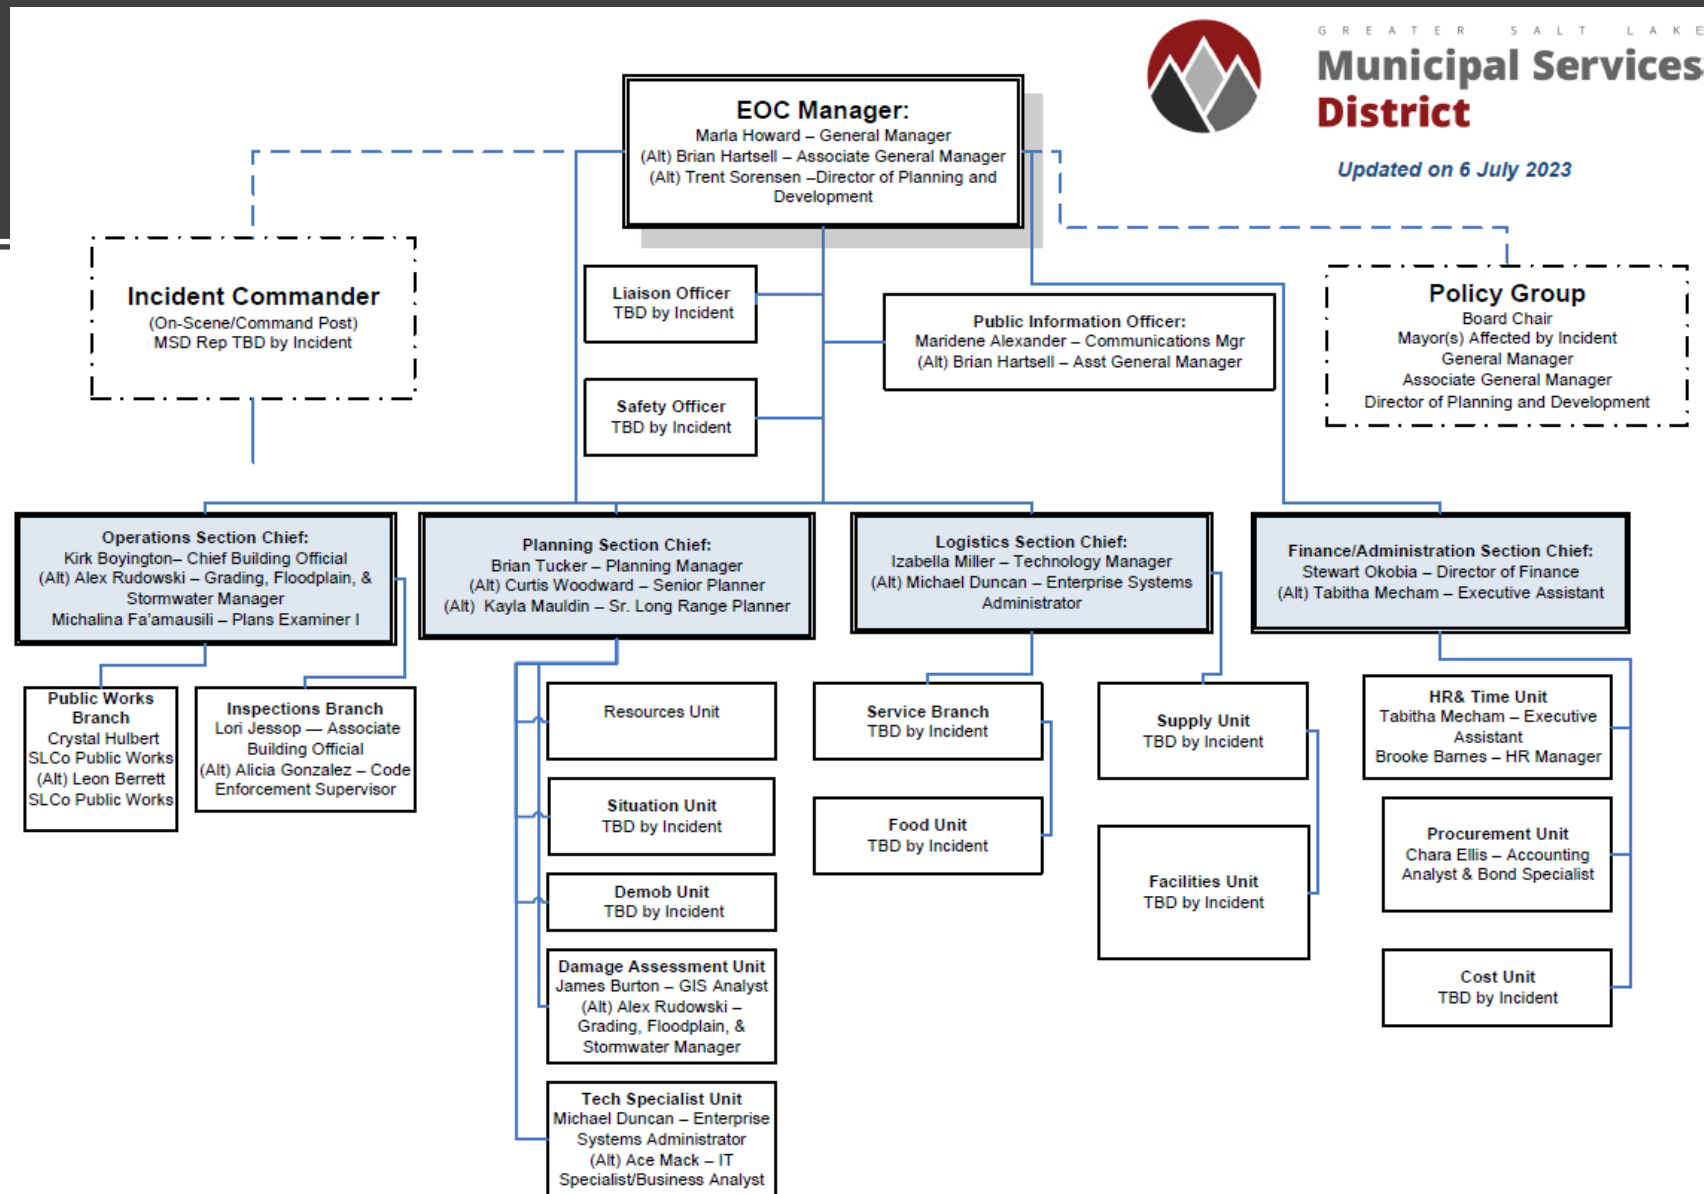 GREATER SALT LAKE
Municipal Services
District
Updated on 6 July 2023
EOC Manager:
Marla Howard – General Manager
(Alt) Brian Hartsell – Associate General Manager
(Alt) Trent Sorensen –Director of Planning and
Development
Incident Commander
(On-Scene/Command Post)
MSD Rep TBD by Incident
Liaison Officer
TBD by Incident
Public Information Officer:
Maridene Alexander – Communications Mgr
(Alt) Brian Hartsell – Asst General Manager
Policy Group
Board Chair
Mayor(s) Affected by Incident
General Manager
Associate General Manager
Director of Planning and Development
Safety Officer
TBD by Incident
Operations Section Chief:
Kirk Boyington– Chief Building Official
(Alt) Alex Rudowski – Grading, Floodplain, &
Stormwater Manager
Michalina Fa'amausili – Plans Examiner I
Planning Section Chief:
Brian Tucker – Planning Manager
(Alt) Curtis Woodward – Senior Planner
(Alt) Kayla Mauldin – Sr. Long Range Planner
Logistics Section Chief:
Izabella Miller – Technology Manager
(Alt) Michael Duncan – Enterprise Systems
Administrator
Finance/Administration Section Chief:
Stewart Okobia – Director of Finance
(Alt) Tabitha Mecham – Executive Assistant
Public Works
Branch
Crystal Hulbert
SLCo Public Works
(Alt) Leon Berrett
SLCo Public Works
Inspections Branch
Lori Jessop — Associate
Building Official
(Alt) Alicia Gonzalez – Code
Enforcement Supervisor
Resources Unit
Situation Unit
TBD by Incident
Demob Unit
TBD by Incident
Damage Assessment Unit
James Burton – GIS Analyst
(Alt) Alex Rudowski –
Grading, Floodplain, &
Stormwater Manager
Tech Specialist Unit
Michael Duncan – Enterprise
Systems Administrator
(Alt) Ace Mack – IT
Specialist/Business Analyst
Service Branch
TBD by Incident
Food Unit
TBD by Incident
Supply Unit
TBD by Incident
Facilities Unit
TBD by Incident
HR& Time Unit
Tabitha Mecham – Executive
Assistant
Brooke Barnes – HR Manager
Procurement Unit
Chara Ellis – Accounting
Analyst & Bond Specialist
Cost Unit
TBD by Incident